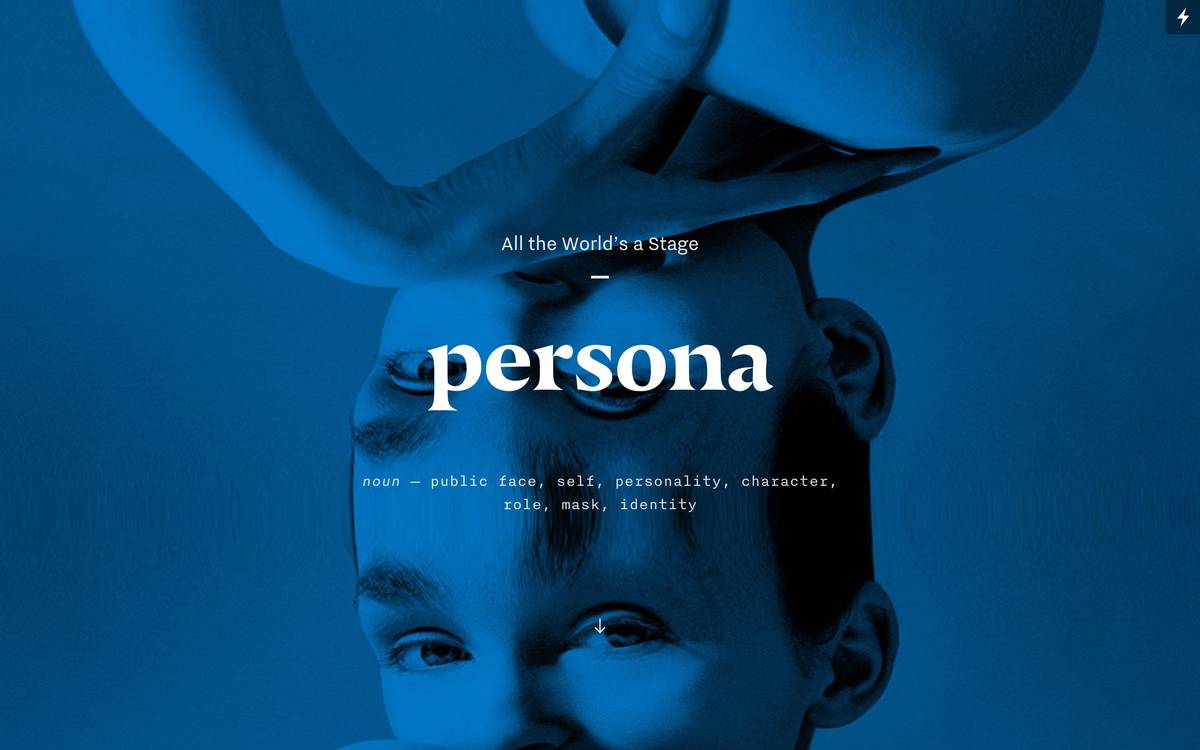 All the World’s a Stage
persona
noun — public face, self, personality, character,
role, mask, identity